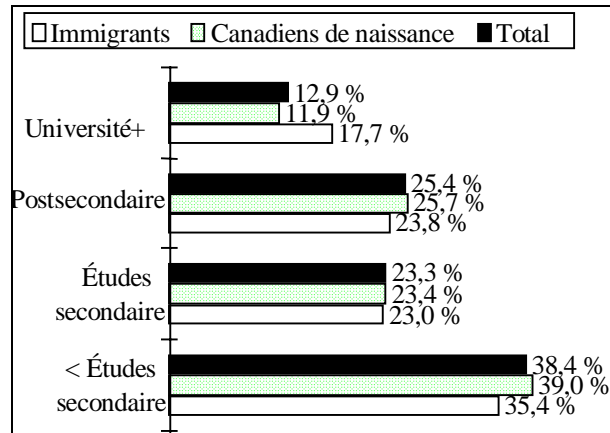 Immigrants Canadiens de naissance Total
Université+
12,9 %
11,9 %
17,7 %
Postsecondaire
25,4 %
25,7 %
23,8 %
Études
secondaire
23,3 %
23,4 %
23,0 %
< Études
secondaire
38,4 %
39,0 %
35,4 %